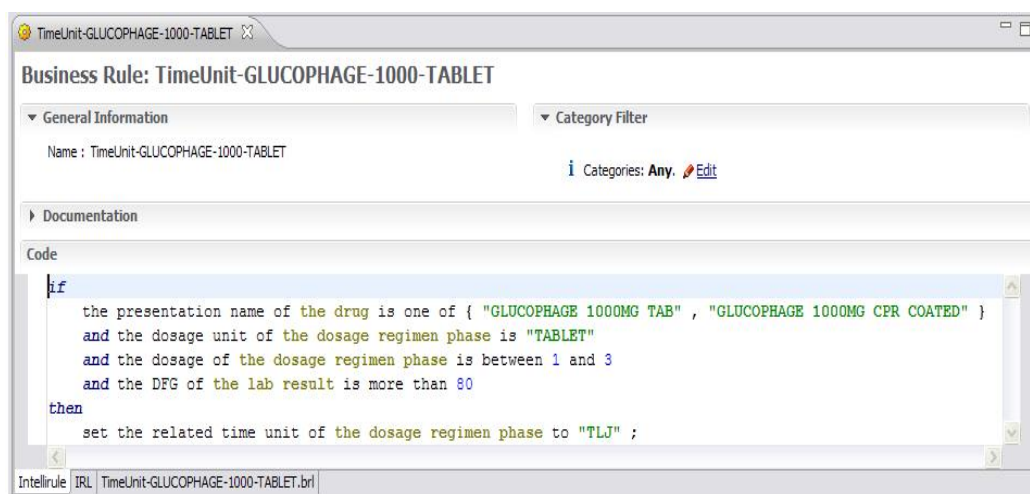 TimeUnit-GLUCOPHAGE-1000-TABLET
Business Rule: TimeUnit-GLUCOPHAGE-1000-TABLET
General Information
Category Filter
Name : TimeUnit-GLUCOPHAGE-1000-TABLET
i Categories: Any. Edit
Documentation
Code
if
the presentation name of the drug is one of { "GLUCOPHAGE 1000MG TAB" , "GLUCOPHAGE 1000MG CPR COATED" }
and the dosage unit of the dosage regimen phase is "TABLET"
and the dosage of the dosage regimen phase is between 1 and 3
and the DFG of the lab result is more than 80
then
set the related time unit of the dosage regimen phase to "TLJ" ;
Intellirule IRL TimeUnit-GLUCOPHAGE-1000-TABLET.brl